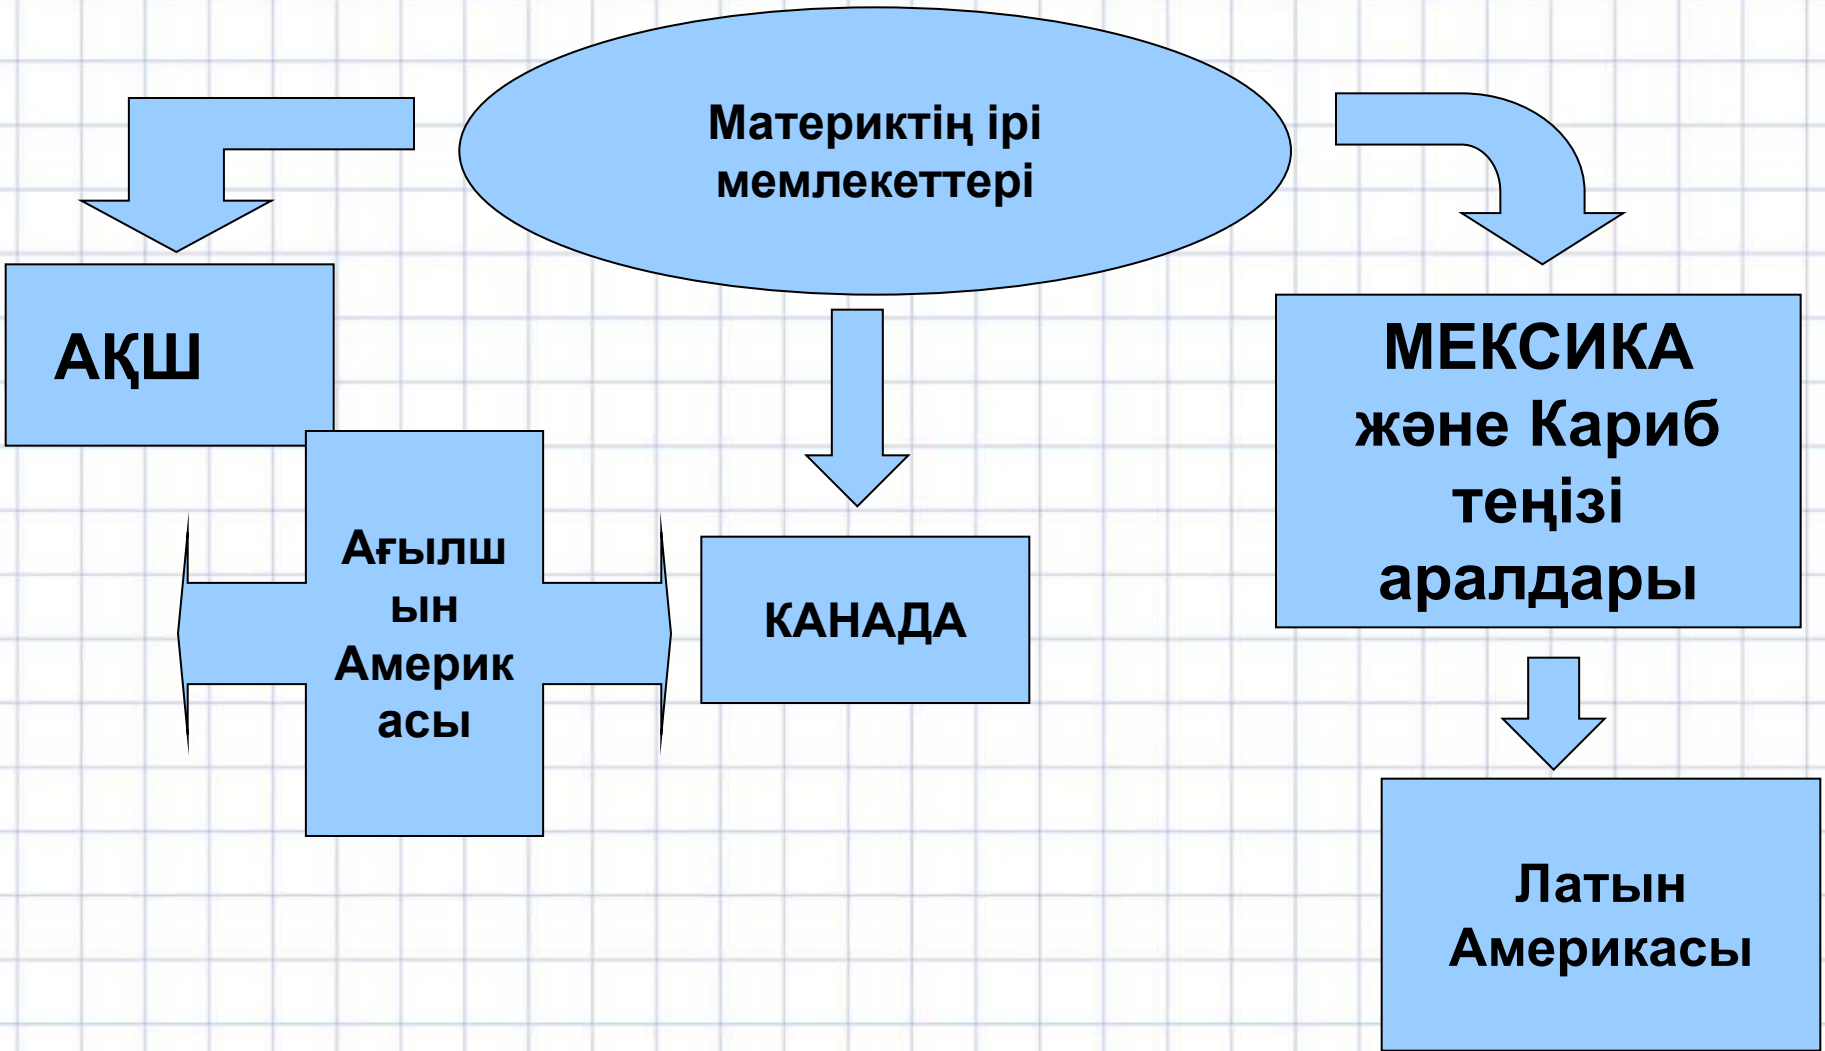 Материктің ірі
мемлекеттері
АҚШ
МЕКСИКА
және Кариб
теңізі
аралдары
Ағылш
ын
Америк
асы
КАНАДА
Латын
Америкасы